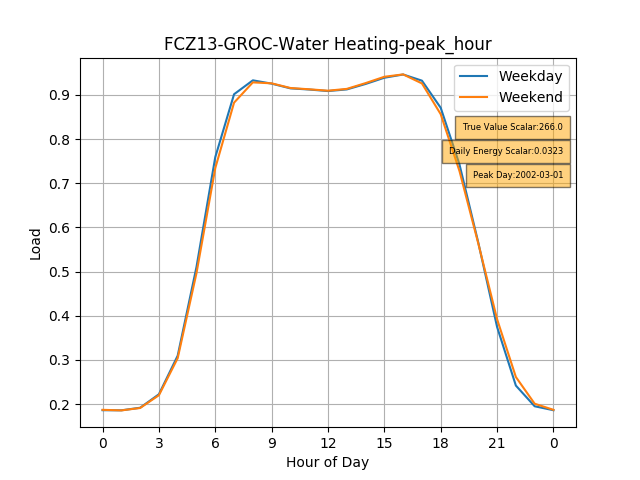 FCZ13-GROC-Water Heating-peak_hour
Weekday
Weekend
True Value Scalar:266.0
Daily Energy Scalar:0.0323
Peak Day:2002-03-01
Load
0.9
0.8
0.7
0.6
0.5
0.4
0.3
0.2
0 3 6 9 12 15 18 21 0
Hour of Day